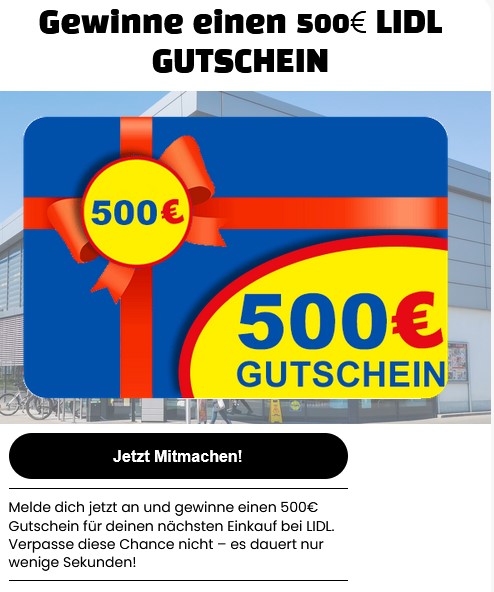 Gewinne einen 500€ LIDL
GUTSCHEIN
500€
500€
GUTSCHEIN
Jetzt Mitmachen!
Melde dich jetzt an und gewinne einen 500€
Gutschein für deinen nächsten Einkauf bei LIDL.
Verpasse diese Chance nicht – es dauert nur
wenige Sekunden!